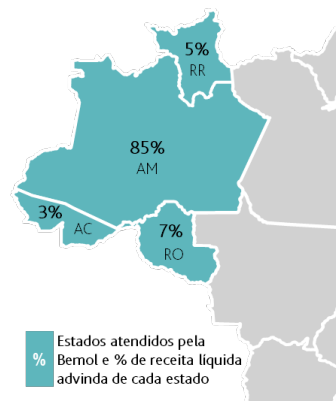 5%
RR
85%
AM
3%
AC
7%
RO
% Estados atendidos pela
Bemol e % de receita líquida
advinda de cada estado